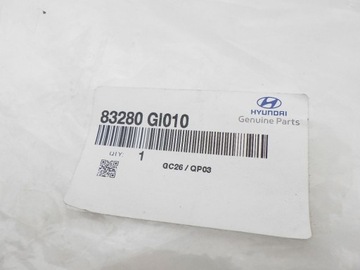 HYUNDAI
Genuine Parts
83280 GI010
QTY 1
GC26 / QP03